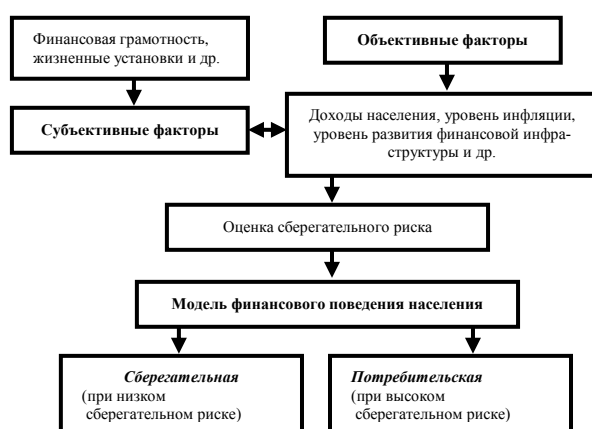 Финансовая грамотность,
жизненные установки и др.
Объективные факторы
Субъективные факторы
Доходы населения, уровень инфляции,
уровень развития финансовой инфра-
структуры и др.
Оценка сберегательного риска
Модель финансового поведения населения
Сберегательная
(при низком
сберегательном риске)
Потребительская
(при высоком
сберегательном риске)